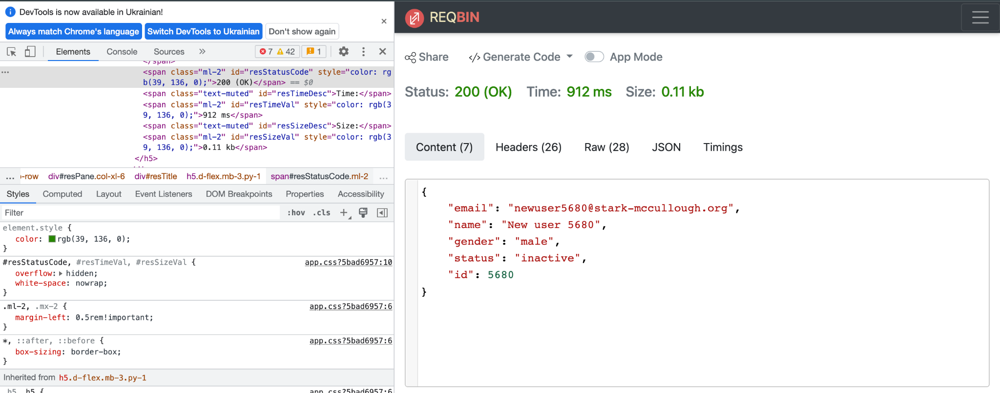 DevTools is now available in Ukrainian!
Always match Chrome's language
Switch DevTools to Ukrainian
Don't show again
Elements
Console
Sources
7
42
1
</span>
<span class="ml-2" id="resStatusCode" style="color: rg
b(39, 136, 0);">200 (OK)</span> == $0
<span class="text-muted" id="resTimeDesc">Time:</span>
<span class="ml-2" id="resTimeVal" style="color: rgb(3
9, 136, 0);">912 ms</span>
<span class="text-muted" id="resSizeDesc">Size:</span>
<span class="ml-2" id="resSizeVal" style="color: rgb(3
9, 136, 0);">0.11 kb</span>
</h5>
... -row div#resPane.col-xl-6 div#resTitle h5.d-flex.mb-3.py-1 span#resStatusCode.ml-2 ...
Styles
Computed
Layout
Event Listeners
DOM Breakpoints
Properties
Accessibility
Filter
:hov .cls
element.style {
color: rgb(39, 136, 0);
}
#resStatusCode, #resTimeVal, #resSizeVal {
app.css?5bad6957:10
overflow: hidden;
white-space: nowrap;
}
.ml-2, .mx-2 {
app.css?5bad6957:6
margin-left: 0.5rem!important;
}
*, ::after, ::before {
app.css?5bad6957:6
box-sizing: border-box;
}
Inherited from h5.d-flex.mb-3.py-1
.h5, h5 {
app.css?5bad6957:6
REQBIN
Share
</> Generate Code
App Mode
Status: 200 (OK) Time: 912 ms Size: 0.11 kb
Content (7)
Headers (26)
Raw (28)
JSON
Timings
{
"email": "newuser5680@stark-mccullough.org",
"name": "New user 5680",
"gender": "male",
"status": "inactive",
"id": 5680
}